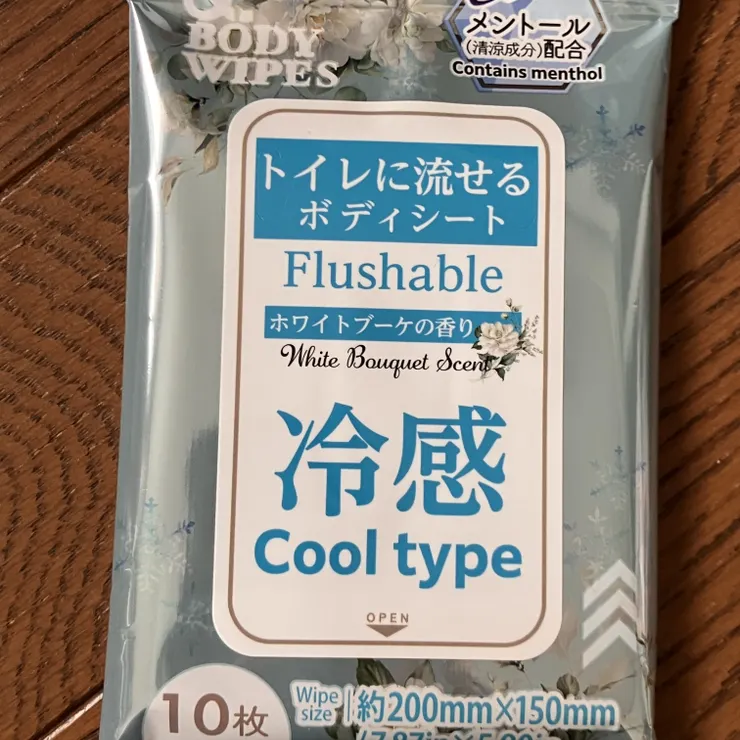 BODY
WIPES
メントール
(清涼成分)配合
Contains menthol
トイレに流せる
ボディシート
Flushable
ホワイトブーケの香り
White Bouquet Scent
冷感
Cool type
OPEN
10枚
Wipe
size
約200mm×150mm